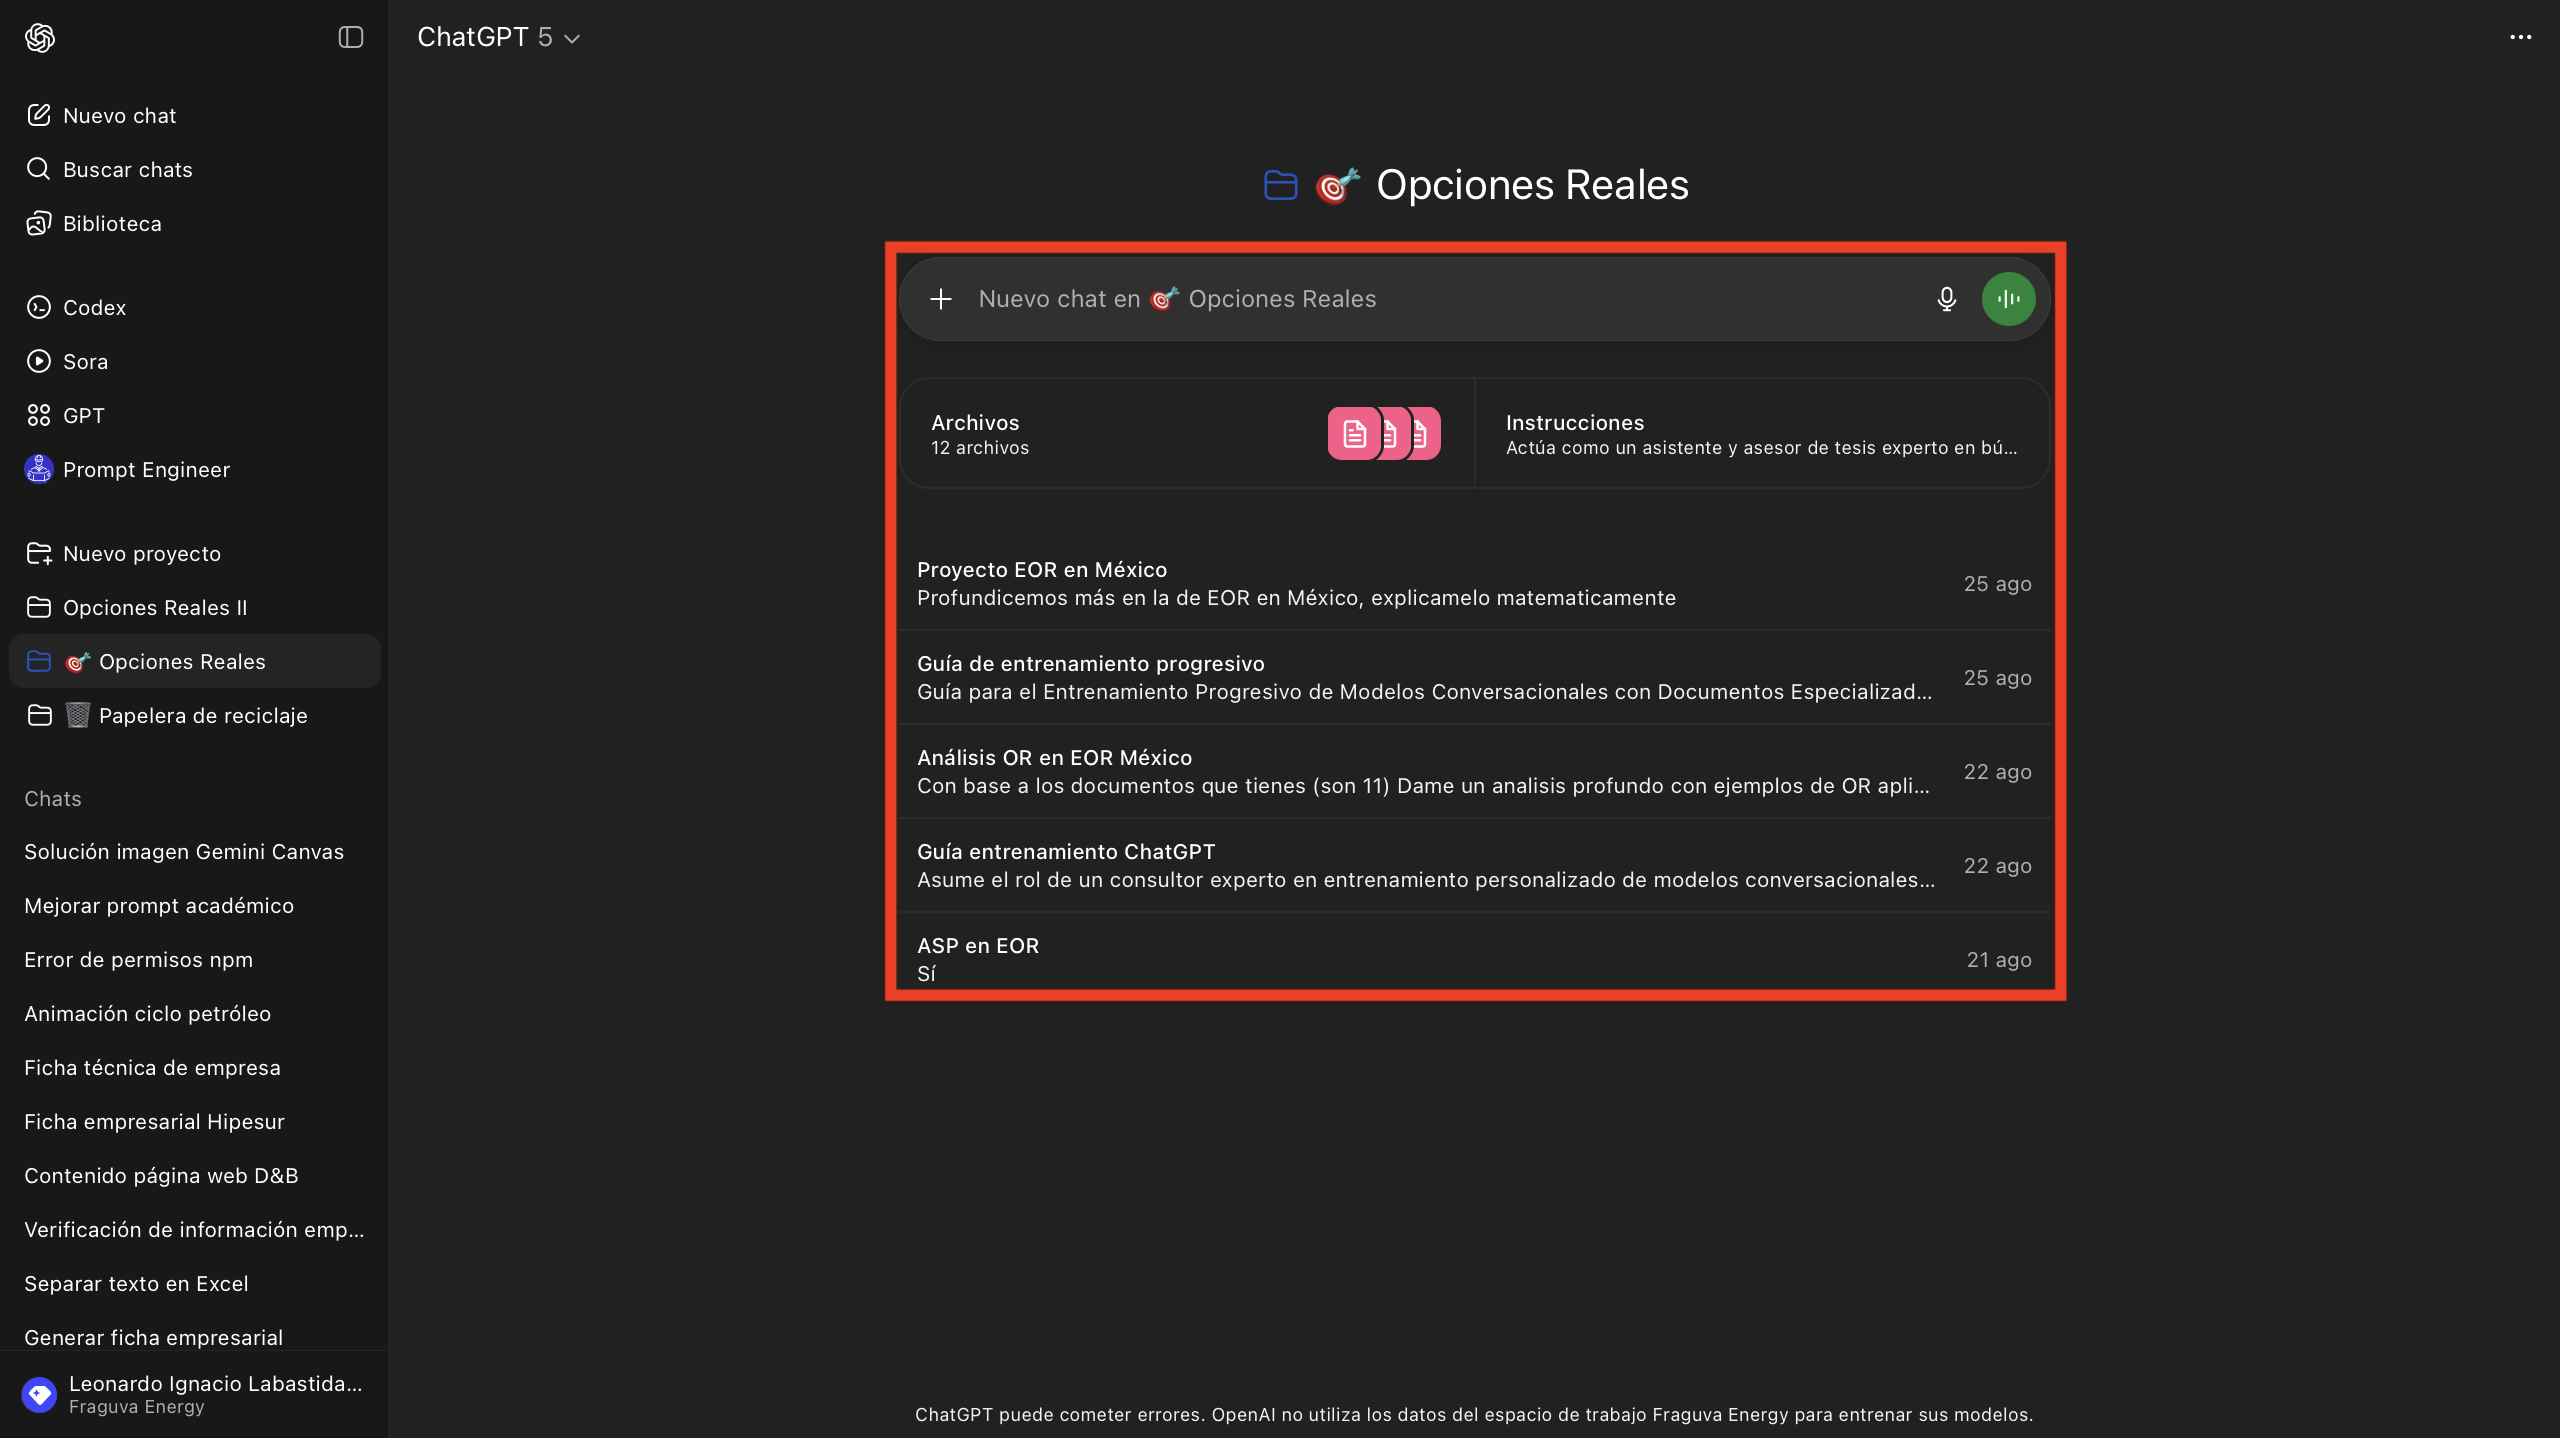 ChatGPT 5
Nuevo chat
Buscar chats
Biblioteca
Codex
Sora
GPT
Prompt Engineer
Nuevo proyecto
Opciones Reales II
🎯 Opciones Reales
🗑️ Papelera de reciclaje
Chats
Solución imagen Gemini Canvas
Mejorar prompt académico
Error de permisos npm
Animación ciclo petróleo
Ficha técnica de empresa
Ficha empresarial Hipesur
Contenido página web D&B
Verificación de información emp...
Separar texto en Excel
Generar ficha empresarial
Leonardo Ignacio Labastida...
Fraguva Energy
🎯 Opciones Reales
Nuevo chat en 🎯 Opciones Reales
Archivos
12 archivos
Instrucciones
Actúa como un asistente y asesor de tesis experto en bú...
Proyecto EOR en México
Profundicemos más en la de EOR en México, explicamelo matematicamente
25 ago
Guía de entrenamiento progresivo
Guía para el Entrenamiento Progresivo de Modelos Conversacionales con Documentos Especializad...
25 ago
Análisis OR en EOR México
Con base a los documentos que tienes (son 11) Dame un analisis profundo con ejemplos de OR apli...
22 ago
Guía entrenamiento ChatGPT
Asume el rol de un consultor experto en entrenamiento personalizado de modelos conversacionales...
22 ago
ASP en EOR
Sí
21 ago
ChatGPT puede cometer errores. OpenAI no utiliza los datos del espacio de trabajo Fraguva Energy para entrenar sus modelos.